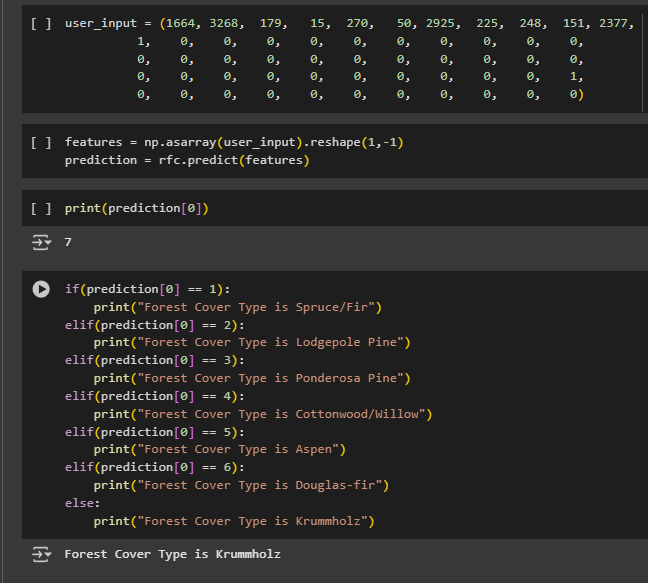 [ ] user_input = (1664, 3268, 179, 15, 270, 50, 2925, 225, 248, 151, 2377,
1, 0, 0, 0, 0, 0, 0, 0, 0, 0, 0,
0, 0, 0, 0, 0, 0, 0, 0, 0, 0, 0,
0, 0, 0, 0, 0, 0, 0, 0, 0, 0, 1,
0, 0, 0, 0, 0, 0, 0, 0, 0, 0, 0)
[ ] features = np.asarray(user_input).reshape(1,-1)
prediction = rfc.predict(features)
[ ] print(prediction[0])
7
if(prediction[0] == 1):
    print("Forest Cover Type is Spruce/Fir")
elif(prediction[0] == 2):
    print("Forest Cover Type is Lodgepole Pine")
elif(prediction[0] == 3):
    print("Forest Cover Type is Ponderosa Pine")
elif(prediction[0] == 4):
    print("Forest Cover Type is Cottonwood/Willow")
elif(prediction[0] == 5):
    print("Forest Cover Type is Aspen")
elif(prediction[0] == 6):
    print("Forest Cover Type is Douglas-fir")
else:
    print("Forest Cover Type is Krummholz")
Forest Cover Type is Krummholz